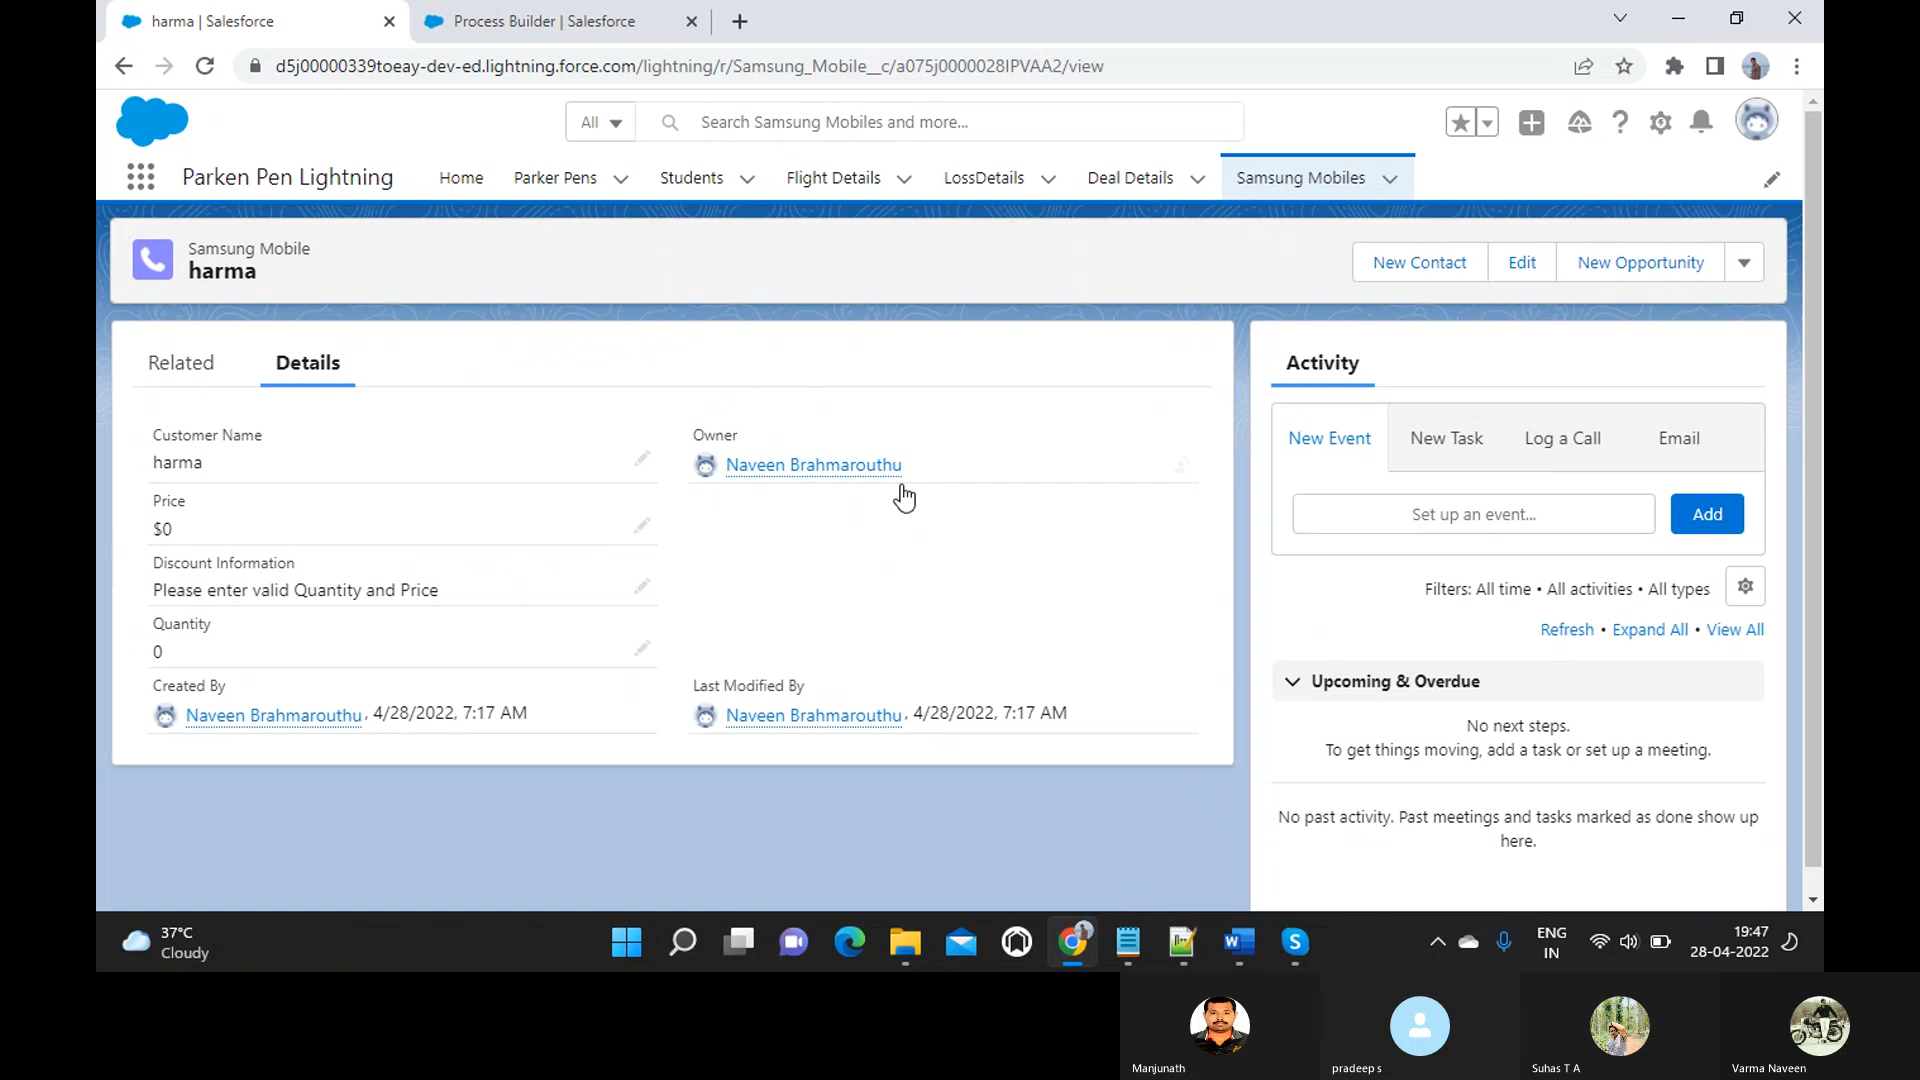 harma | Salesforce
Process Builder | Salesforce
d5j00000339toeay-dev-ed.lightning.force.com/lightning/r/Samsung_Mobile__c/a075j0000028IPVAA2/view
All
Search Samsung Mobiles and more...
Parken Pen Lightning
Home
Parker Pens
Students
Flight Details
LossDetails
Deal Details
Samsung Mobiles
Samsung Mobile
harma
New Contact
Edit
New Opportunity
Related
Details
Customer Name
harma
Owner
Naveen Brahmarouthu
Price
$0
Discount Information
Please enter valid Quantity and Price
Quantity
0
Created By
Naveen Brahmarouthu, 4/28/2022, 7:17 AM
Last Modified By
Naveen Brahmarouthu, 4/28/2022, 7:17 AM
Activity
New Event
New Task
Log a Call
Email
Set up an event...
Add
Filters: All time • All activities • All types
Refresh • Expand All • View All
Upcoming & Overdue
No next steps.
To get things moving, add a task or set up a meeting.
No past activity. Past meetings and tasks marked as done show up
here.
37°C
Cloudy
ENG
IN
19:47
28-04-2022
Manjunath
pradeep s
Suhas T A
Varma Naveen